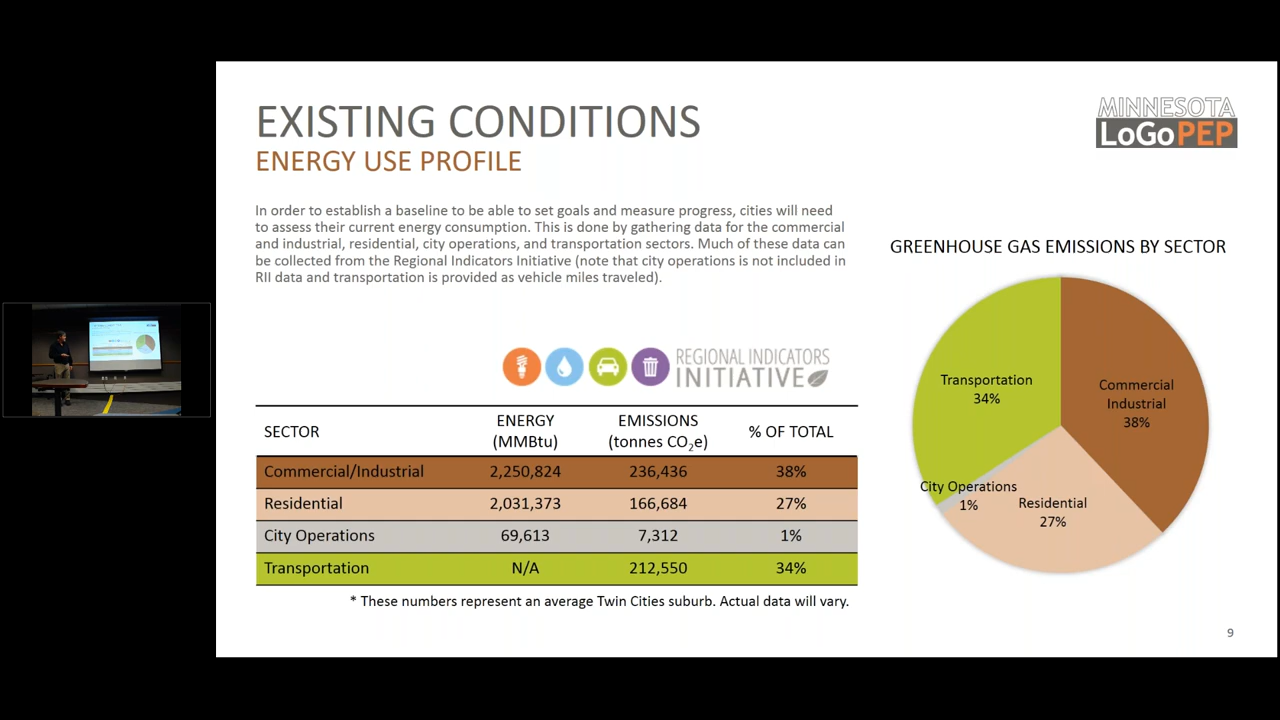 EXISTING CONDITIONS
ENERGY USE PROFILE
MINNESOTA
LoGoPEP
In order to establish a baseline to be able to set goals and measure progress, cities will need
to assess their current energy consumption. This is done by gathering data for the commercial
and industrial, residential, city operations, and transportation sectors. Much of these data can
be collected from the Regional Indicators Initiative (note that city operations is not included in
RII data and transportation is provided as vehicle miles traveled).
REGIONAL INDICATORS
INITIATIVE
SECTOR ENERGY (MMBtu) EMISSIONS (tonnes CO2e) % OF TOTAL
Commercial/Industrial 2,250,824 236,436 38%
Residential 2,031,373 166,684 27%
City Operations 69,613 7,312 1%
Transportation N/A 212,550 34%
* These numbers represent an average Twin Cities suburb. Actual data will vary.
GREENHOUSE GAS EMISSIONS BY SECTOR
Transportation
34%
Commercial
Industrial
38%
City Operations
1%
Residential
27%
9